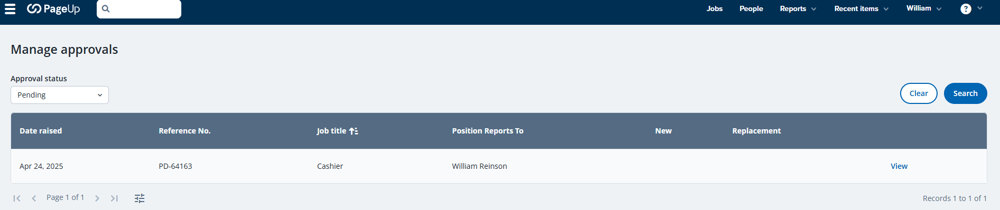 PageUp
Jobs People Reports Recent items William ?
Manage approvals
Approval status
Pending
Clear Search
Date raised Reference No. Job title Position Reports To New Replacement
Apr 24, 2025 PD-64163 Cashier William Reinson View
Page 1 of 1 Records 1 to 1 of 1